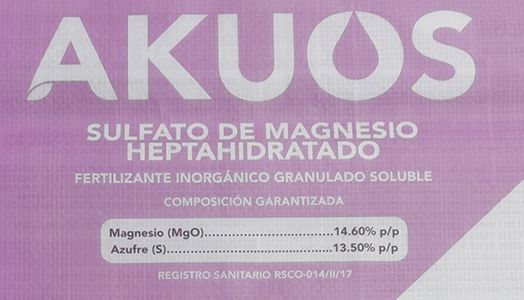 AKUOS
SULFATO DE MAGNESIO
HEPTAHIDRATADO
FERTILIZANTE INORGÁNICO GRANULADO SOLUBLE
COMPOSICIÓN GARANTIZADA
Magnesio (MgO)................................14.60% p/p
Azufre (S)..........................................13.50% p/p
REGISTRO SANITARIO RSCO-014/II/17